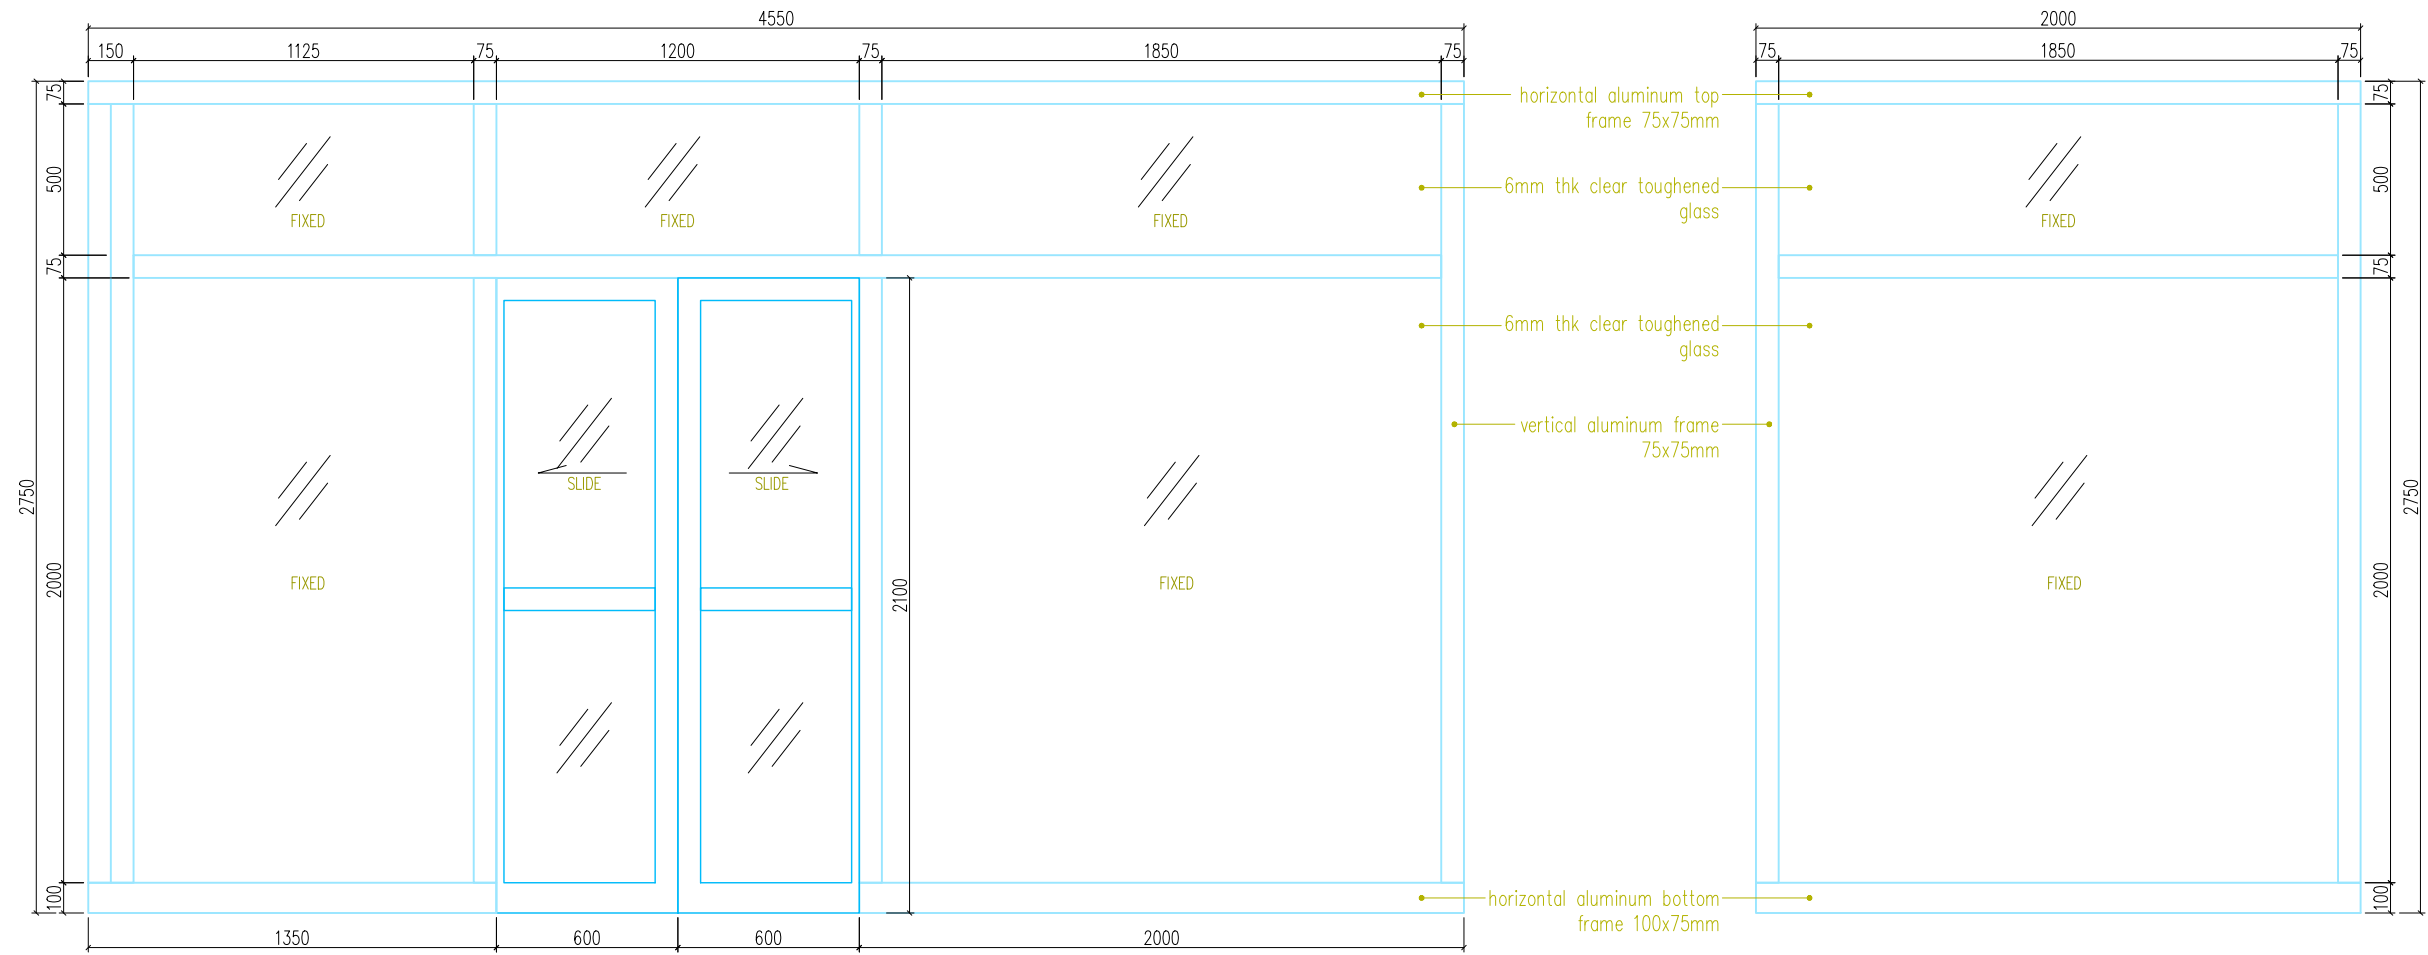 4550
2000
150
1125
75
1200
75
1850
75
75
1850
75
75
horizontal aluminum top
frame 75x75mm
75
500
FIXED
FIXED
FIXED
6mm thk clear toughened
glass
FIXED
500
75
75
6mm thk clear toughened
glass
vertical aluminum frame
75x75mm
SLIDE
SLIDE
2750
2000
FIXED
2100
FIXED
FIXED
2000
2750
100
horizontal aluminum bottom
frame 100x75mm
100
1350
600
600
2000